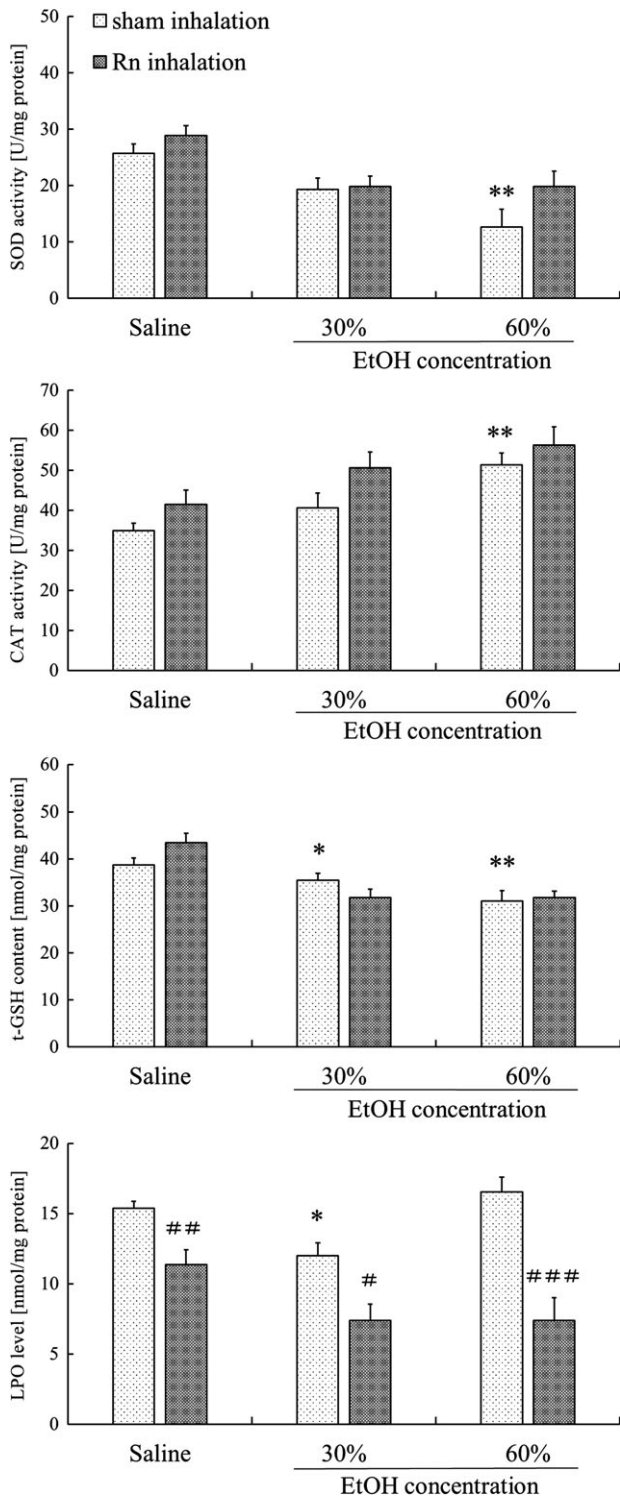 50
sham inhalation
Rn inhalation
40
30
20
**
10
0
SOD activity [U/mg protein]
Saline 30% 60%
EtOH concentration
70
60
**
50
40
30
20
10
0
CAT activity [U/mg protein]
Saline 30% 60%
EtOH concentration
60
50
40
* **
30
20
10
0
t-GSH content [nmol/mg protein]
Saline 30% 60%
EtOH concentration
20
15
## * # ###
10
5
0
LPO level [nmol/mg protein]
Saline 30% 60%
EtOH concentration